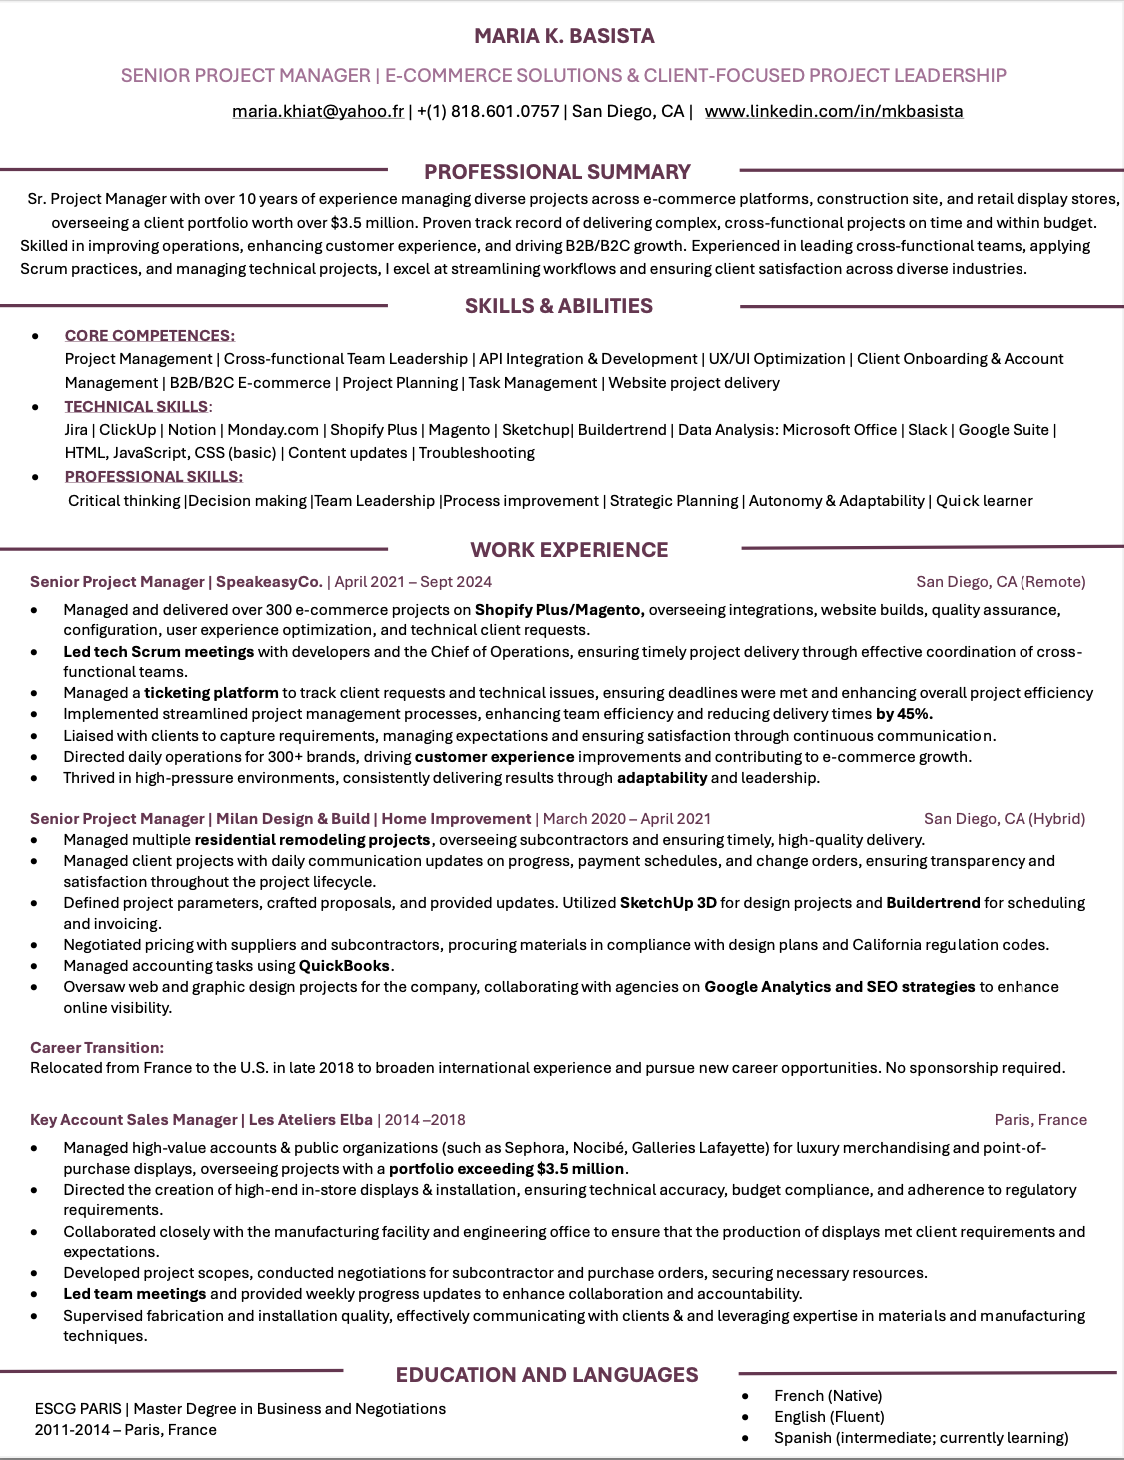 MARIA K. BASISTA
SENIOR PROJECT MANAGER | E-COMMERCE SOLUTIONS & CLIENT-FOCUSED PROJECT LEADERSHIP
maria.khiat@yahoo.fr | +(1) 818.601.0757 | San Diego, CA | www.linkedin.com/in/mkbasista
PROFESSIONAL SUMMARY
Sr. Project Manager with over 10 years of experience managing diverse projects across e-commerce platforms, construction site, and retail display stores,
overseeing a client portfolio worth over $3.5 million. Proven track record of delivering complex, cross-functional projects on time and within budget.
Skilled in improving operations, enhancing customer experience, and driving B2B/B2C growth. Experienced in leading cross-functional teams, applying
Scrum practices, and managing technical projects, I excel at streamlining workflows and ensuring client satisfaction across diverse industries.
SKILLS & ABILITIES
• CORE COMPETENCES:
Project Management | Cross-functional Team Leadership | API Integration & Development | UX/UI Optimization | Client Onboarding & Account
Management | B2B/B2C E-commerce | Project Planning | Task Management | Website project delivery
• TECHNICAL SKILLS:
Jira | ClickUp | Notion | Monday.com | Shopify Plus | Magento | Sketchup| Buildertrend | Data Analysis: Microsoft Office | Slack | Google Suite |
HTML, JavaScript, CSS (basic) | Content updates | Troubleshooting
• PROFESSIONAL SKILLS:
Critical thinking |Decision making |Team Leadership |Process improvement | Strategic Planning | Autonomy & Adaptability | Quick learner
WORK EXPERIENCE
Senior Project Manager | SpeakeasyCo. | April 2021 – Sept 2024 San Diego, CA (Remote)
• Managed and delivered over 300 e-commerce projects on Shopify Plus/Magento, overseeing integrations, website builds, quality assurance,
configuration, user experience optimization, and technical client requests.
• Led tech Scrum meetings with developers and the Chief of Operations, ensuring timely project delivery through effective coordination of cross-
functional teams.
• Managed a ticketing platform to track client requests and technical issues, ensuring deadlines were met and enhancing overall project efficiency
• Implemented streamlined project management processes, enhancing team efficiency and reducing delivery times by 45%.
• Liaised with clients to capture requirements, managing expectations and ensuring satisfaction through continuous communication.
• Directed daily operations for 300+ brands, driving customer experience improvements and contributing to e-commerce growth.
• Thrived in high-pressure environments, consistently delivering results through adaptability and leadership.
Senior Project Manager | Milan Design & Build | Home Improvement | March 2020 – April 2021 San Diego, CA (Hybrid)
• Managed multiple residential remodeling projects, overseeing subcontractors and ensuring timely, high-quality delivery.
• Managed client projects with daily communication updates on progress, payment schedules, and change orders, ensuring transparency and
satisfaction throughout the project lifecycle.
• Defined project parameters, crafted proposals, and provided updates. Utilized SketchUp 3D for design projects and Buildertrend for scheduling
and invoicing.
• Negotiated pricing with suppliers and subcontractors, procuring materials in compliance with design plans and California regulation codes.
• Managed accounting tasks using QuickBooks.
• Oversaw web and graphic design projects for the company, collaborating with agencies on Google Analytics and SEO strategies to enhance
online visibility.
Career Transition:
Relocated from France to the U.S. in late 2018 to broaden international experience and pursue new career opportunities. No sponsorship required.
Key Account Sales Manager | Les Ateliers Elba | 2014 –2018 Paris, France
• Managed high-value accounts & public organizations (such as Sephora, Nocibé, Galleries Lafayette) for luxury merchandising and point-of-
purchase displays, overseeing projects with a portfolio exceeding $3.5 million.
• Directed the creation of high-end in-store displays & installation, ensuring technical accuracy, budget compliance, and adherence to regulatory
requirements.
• Collaborated closely with the manufacturing facility and engineering office to ensure that the production of displays met client requirements and
expectations.
• Developed project scopes, conducted negotiations for subcontractor and purchase orders, securing necessary resources.
• Led team meetings and provided weekly progress updates to enhance collaboration and accountability.
• Supervised fabrication and installation quality, effectively communicating with clients & and leveraging expertise in materials and manufacturing
techniques.
EDUCATION AND LANGUAGES
ESCG PARIS | Master Degree in Business and Negotiations
2011-2014 – Paris, France
• French (Native)
• English (Fluent)
• Spanish (intermediate; currently learning)